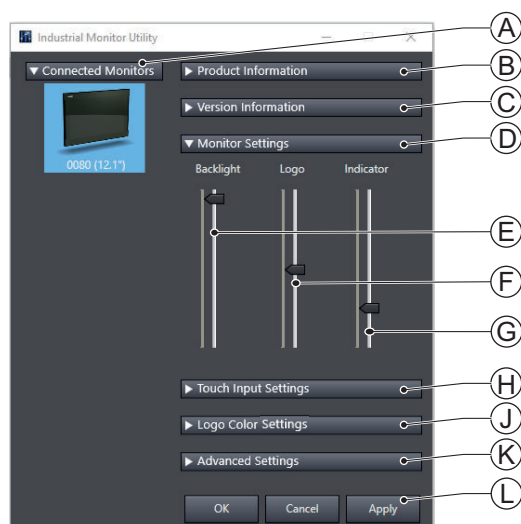 Industrial Monitor Utility
A
▼ Connected Monitors
▶ Product Information
B
0080 (12.1")
▶ Version Information
C
▼ Monitor Settings
D
Backlight Logo Indicator
E
F
G
▶ Touch Input Settings
H
▶ Logo Color Settings
J
▶ Advanced Settings
K
OK Cancel Apply
L